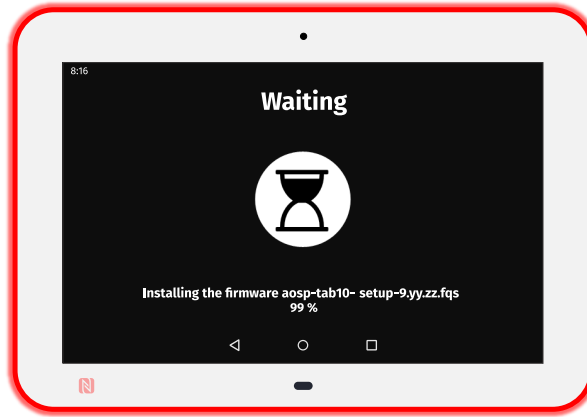 8:16
Waiting
Installing the firmware aosp-tab10- setup-9.yy.zz.fqs
99 %